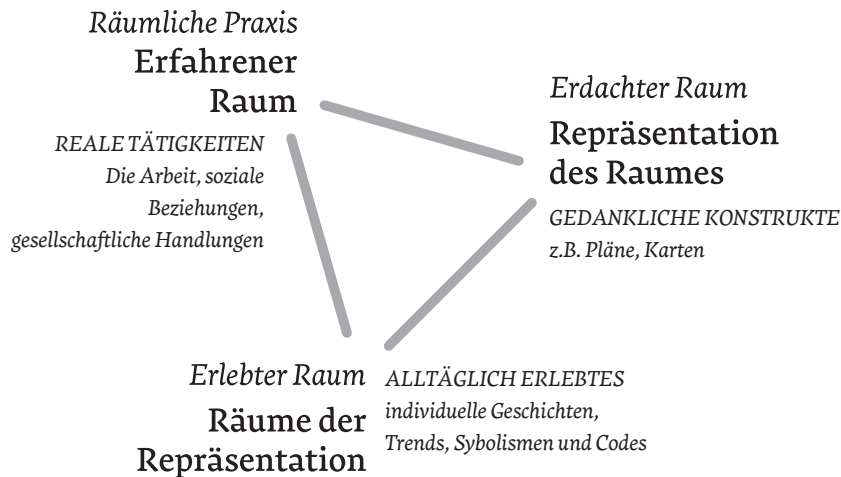 Räumliche Praxis
Erfahrener
Raum
REALE TÄTIGKEITEN
Die Arbeit, soziale
Beziehungen,
gesellschaftliche Handlungen
Erdachter Raum
Repräsentation
des Raumes
GEDANKLICHE KONSTRUKTE
z.B. Pläne, Karten
Erlebter Raum
Räume der
Repräsentation
ALLTÄGLICH ERLEBTES
individuelle Geschichten,
Trends, Sybolismen und Codes